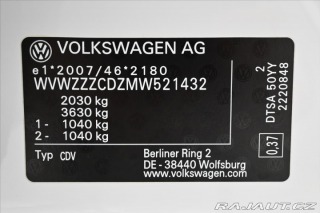 VOLKSWAGEN AG
e1*2007/46*2180
WVWZZZCDZMW521432
2030 kg
3630 kg
1- 1040 kg
2- 1040 kg
Typ CDV
Berliner Ring 2
DE - 38440 Wolfsburg
www.volkswagen.com
2
DTSA 50YY
2220848
0,37
RAJAUT.CZ